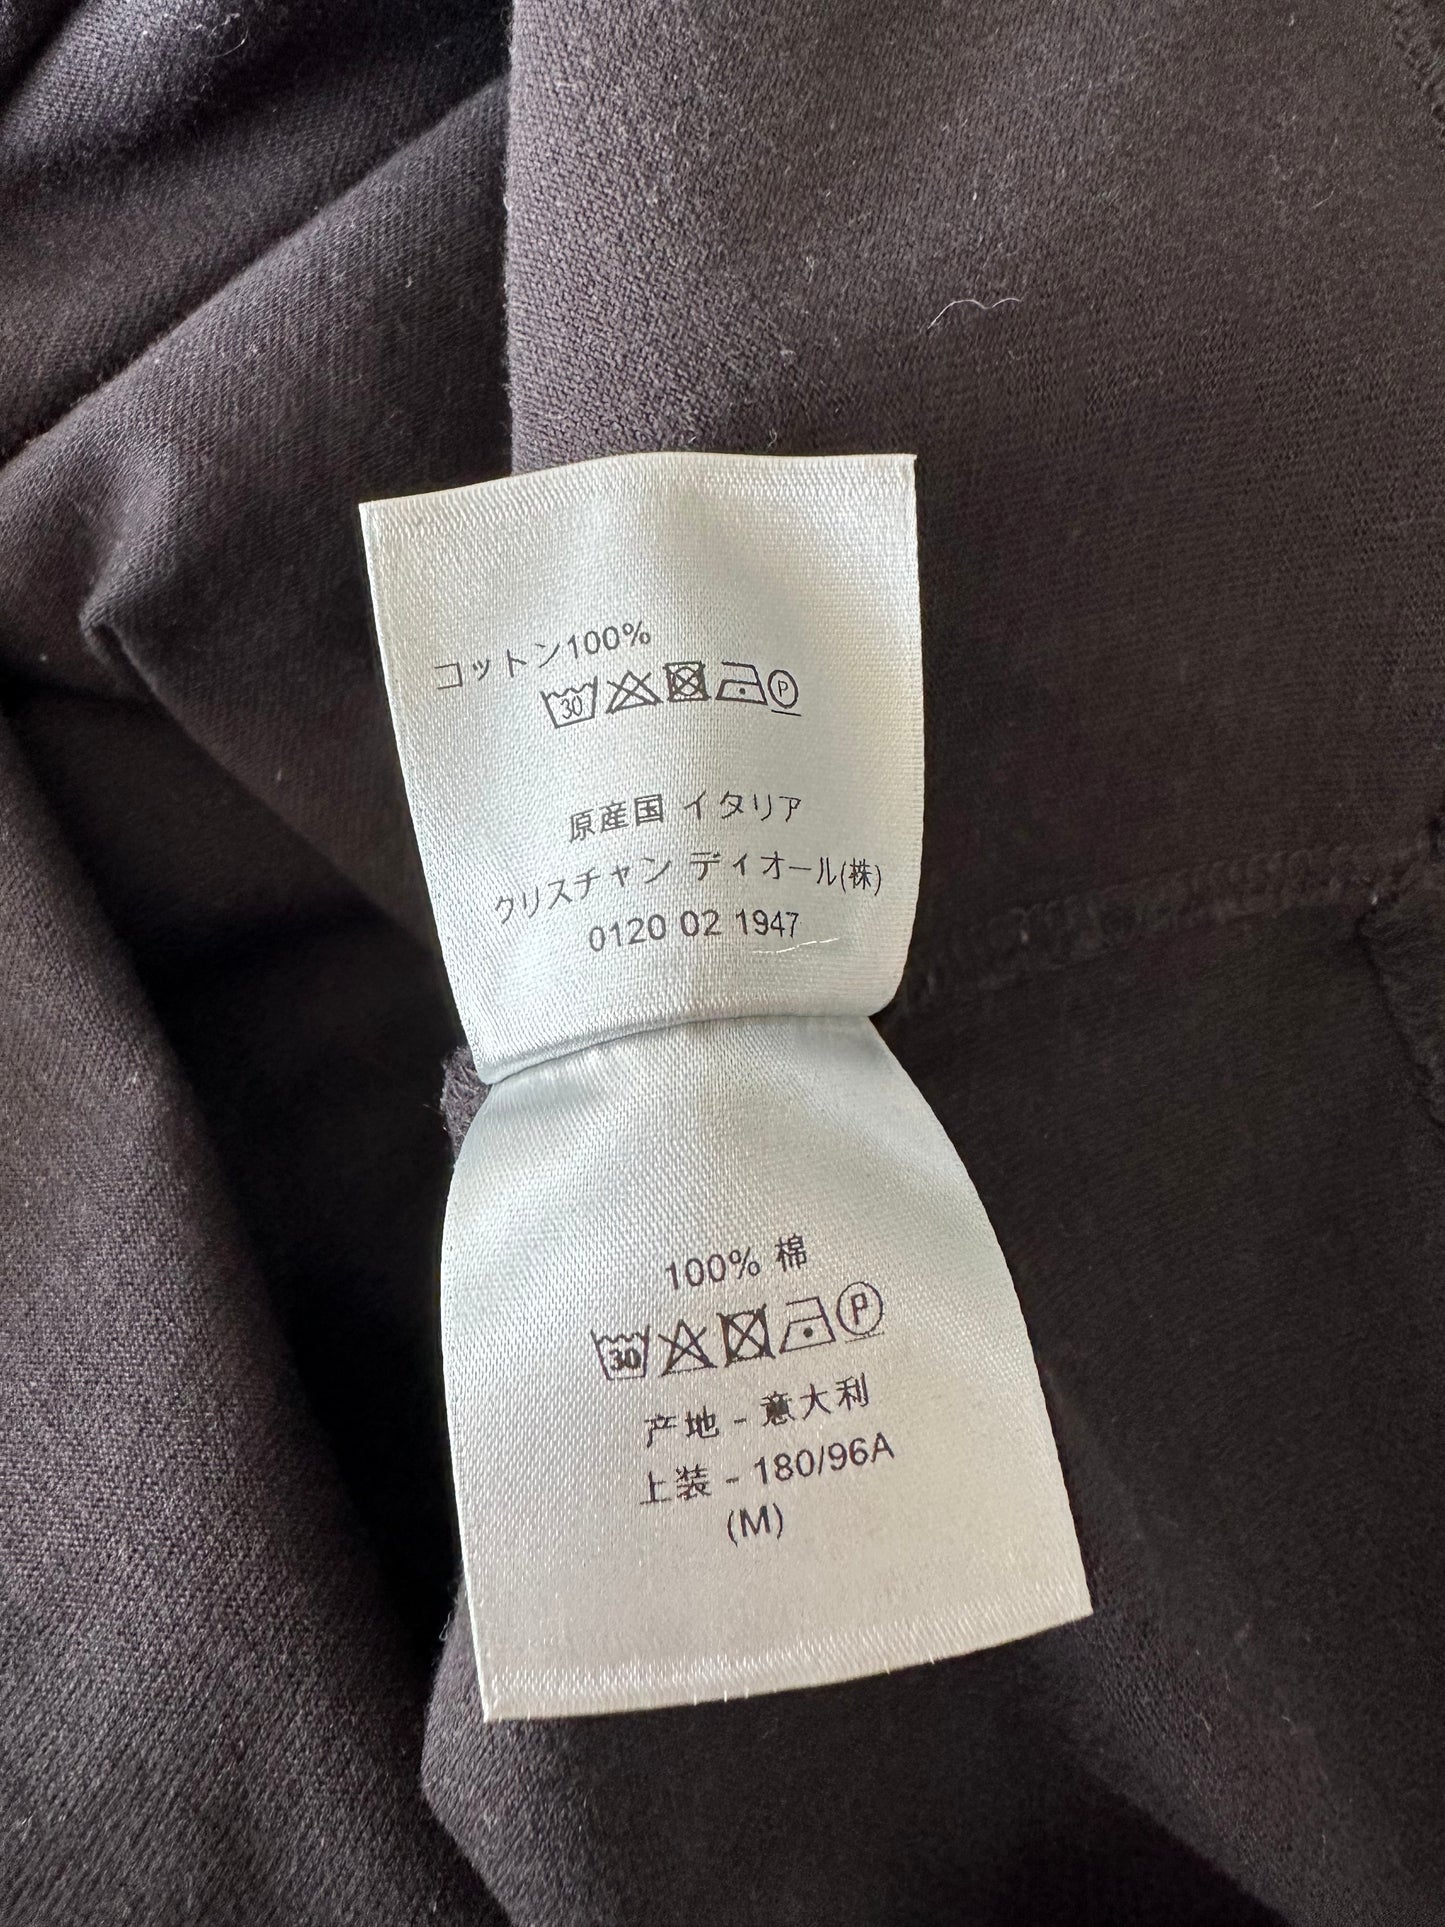 コットン100%
30 P
原産国 イタリア
クリスチャン ディオール(株)
0120 02 1947
100% 棉
30 P
产地 - 意大利
上装 - 180/96A
(M)